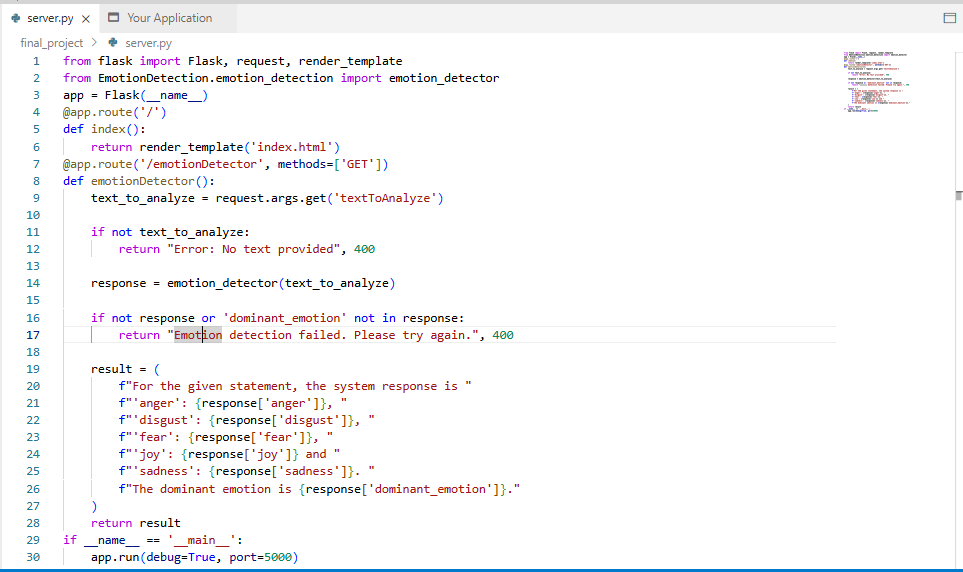 server.py
Your Application
final_project > server.py
1 from flask import Flask, request, render_template
2 from EmotionDetection.emotion_detection import emotion_detector
3 app = Flask(__name__)
4 @app.route('/')
5 def index():
6     return render_template('index.html')
7 @app.route('/emotionDetector', methods=['GET'])
8 def emotionDetector():
9     text_to_analyze = request.args.get('textToAnalyze')
10
11     if not text_to_analyze:
12         return "Error: No text provided", 400
13
14     response = emotion_detector(text_to_analyze)
15
16     if not response or 'dominant_emotion' not in response:
17         return "Emotion detection failed. Please try again.", 400
18
19     result = (
20         f"For the given statement, the system response is "
21         f"'anger': {response['anger']}, "
22         f"'disgust': {response['disgust']}, "
23         f"'fear': {response['fear']}, "
24         f"'joy': {response['joy']} and "
25         f"'sadness': {response['sadness']}. "
26         f"The dominant emotion is {response['dominant_emotion']}."
27     )
28     return result
29 if __name__ == '__main__':
30     app.run(debug=True, port=5000)